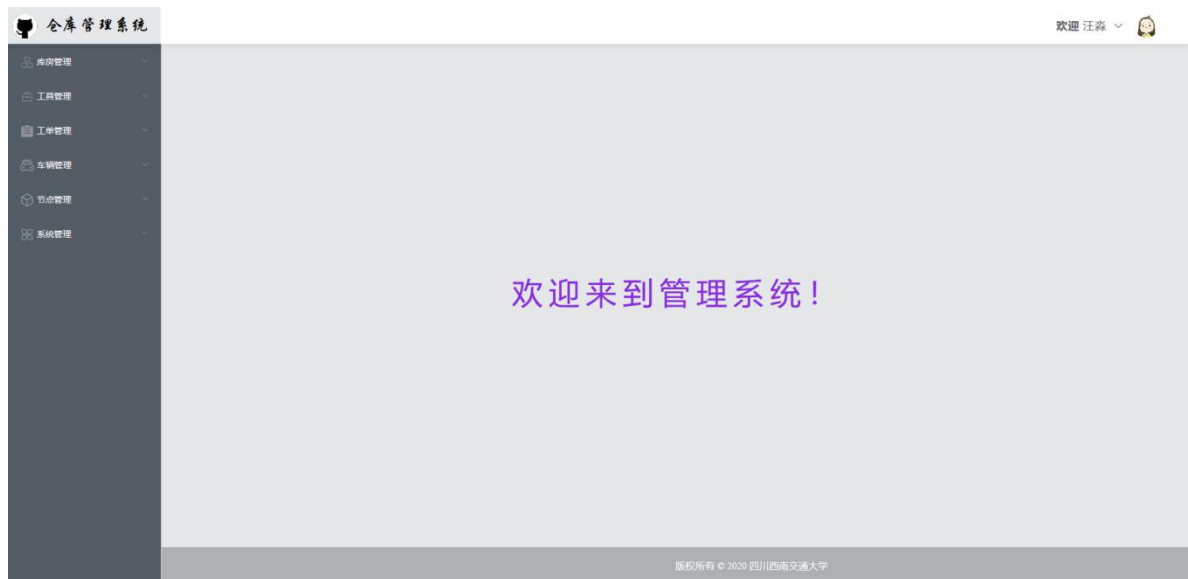 仓库管理系统
欢迎 汪淼
库房管理
工具管理
工单管理
车辆管理
节点管理
系统管理
欢迎来到管理系统！
版权所有 © 2020 四川西南交通大学